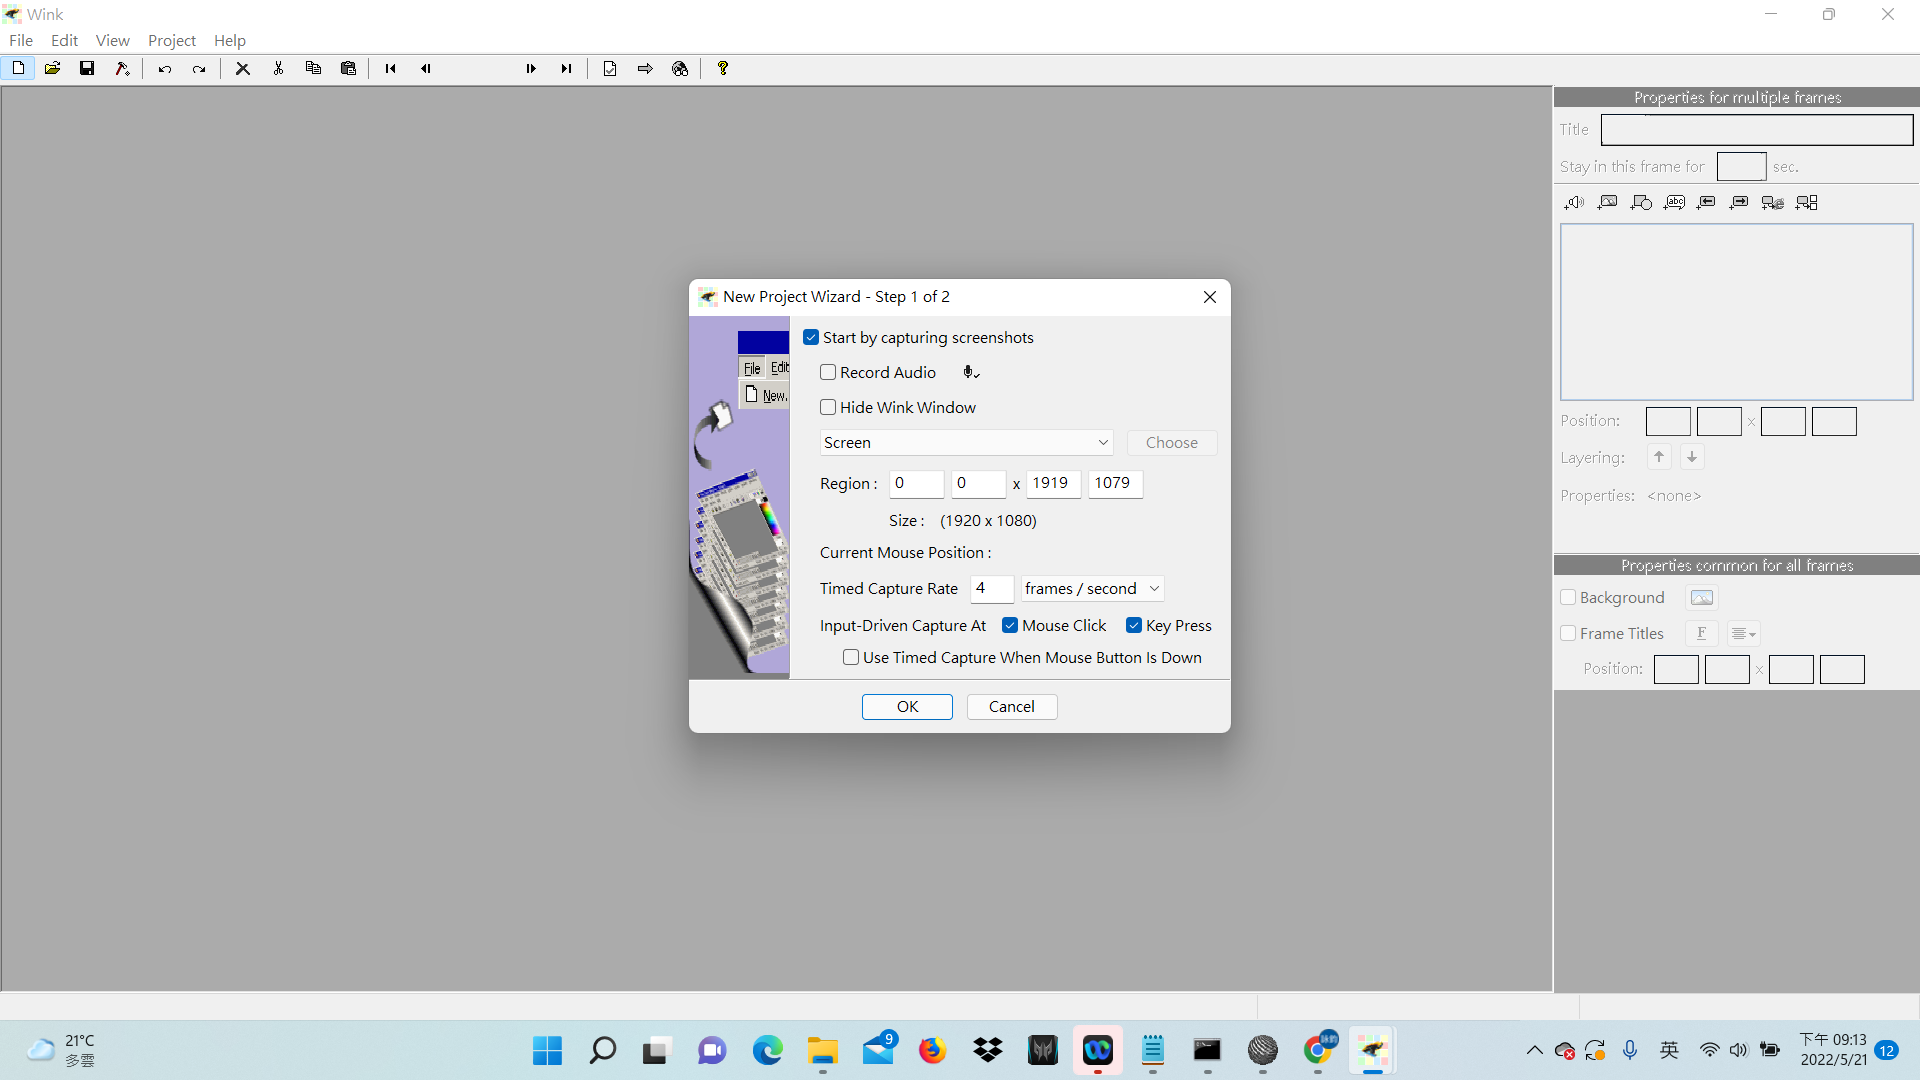 Wink
File Edit View Project Help
Properties for multiple frames
Title
Stay in this frame for sec.
abc
Position: x
Layering:
Properties: <none>
Properties common for all frames
Background
Frame Titles F
Position: x
New Project Wizard - Step 1 of 2
File Edit
New.
Start by capturing screenshots
Record Audio
Hide Wink Window
Screen Choose
Region : 0 0 x 1919 1079
Size : (1920 x 1080)
Current Mouse Position :
Timed Capture Rate 4 frames / second
Input-Driven Capture At Mouse Click Key Press
Use Timed Capture When Mouse Button Is Down
OK Cancel
21°C
多雲
9
英
下午 09:13
2022/5/21
12